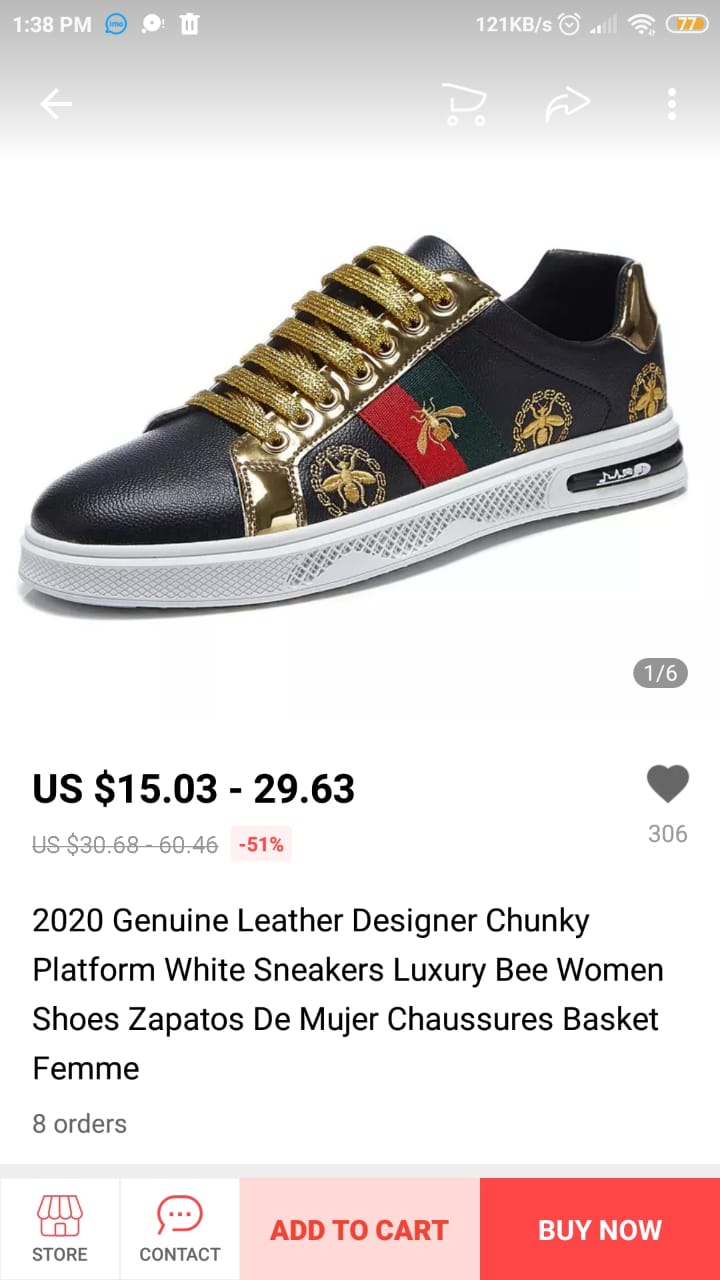 1:38 PM imo 121KB/s 77
1/6
US $15.03 - 29.63
US $30.68 - 60.46 -51%
306
2020 Genuine Leather Designer Chunky
Platform White Sneakers Luxury Bee Women
Shoes Zapatos De Mujer Chaussures Basket
Femme
8 orders
STORE CONTACT ADD TO CART BUY NOW